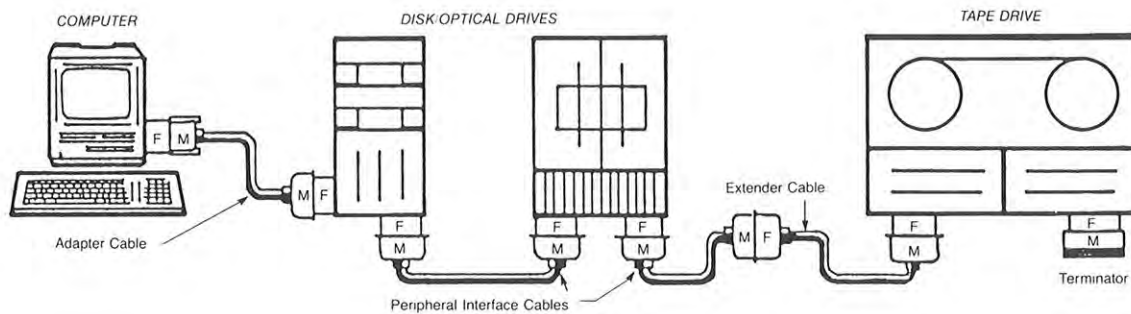 COMPUTER
DISK/OPTICAL DRIVES
TAPE DRIVE
F M
M F
F
M
F
M
F
M
Extender Cable
M F
F
M
F
M
Adapter Cable
Peripheral Interface Cables
Terminator